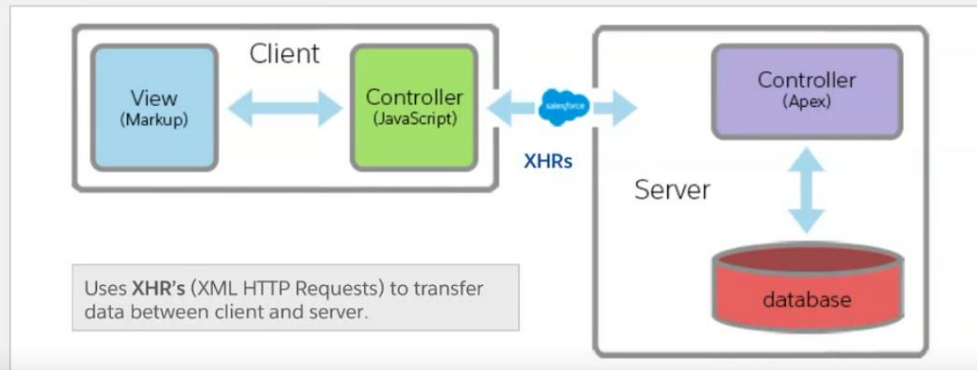 Client
View
(Markup)
Controller
(JavaScript)
salesforce
XHRs
Controller
(Apex)
Server
database
Uses XHR's (XML HTTP Requests) to transfer
data between client and server.